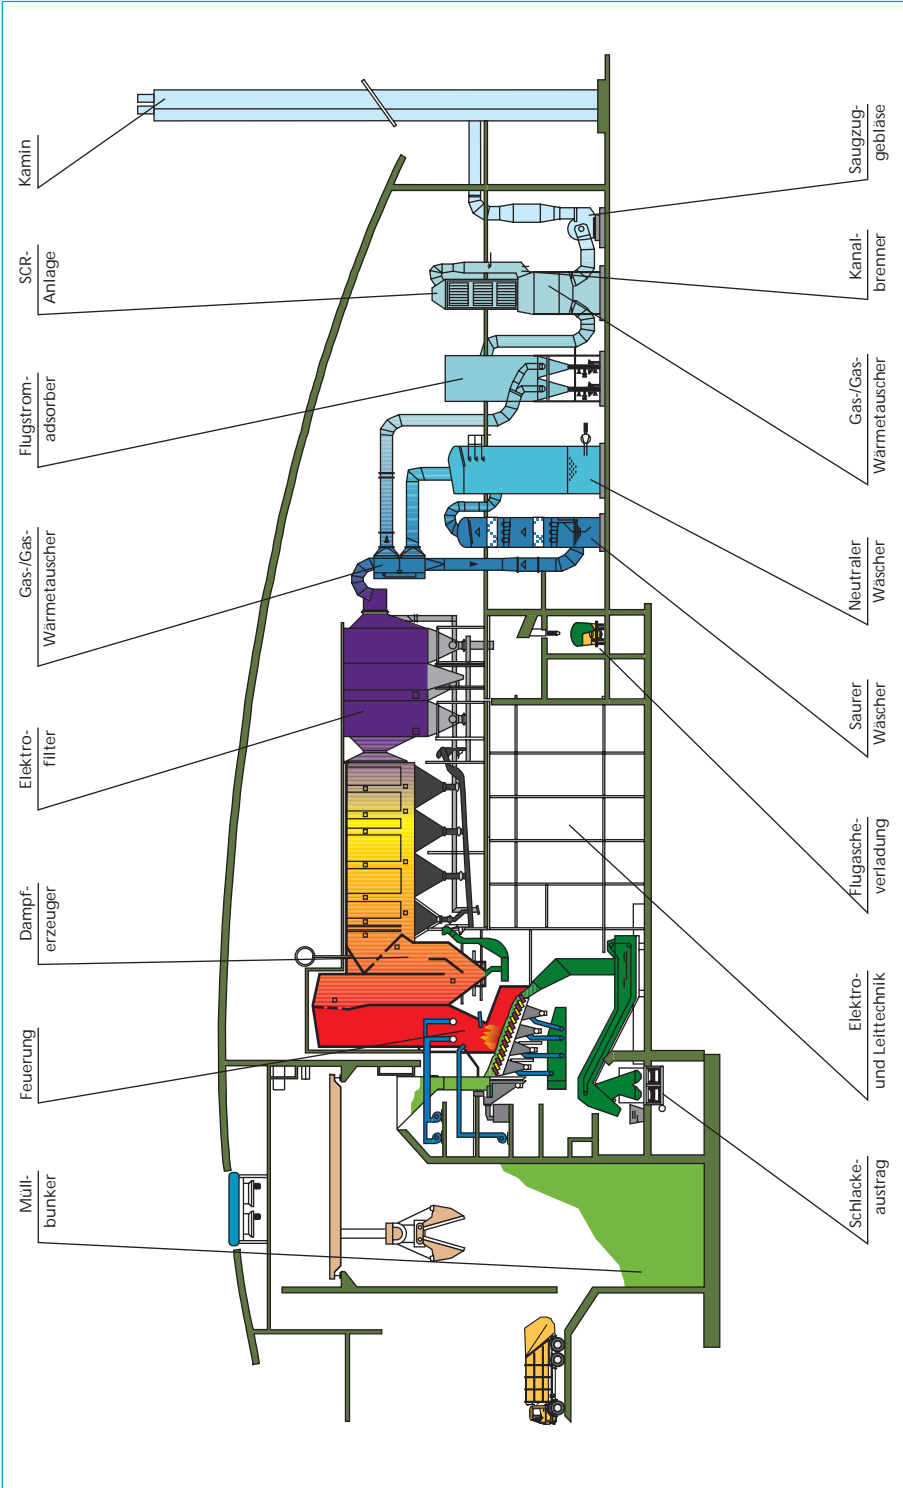 Müll-
bunker
Feuerung
Dampf-
erzeuger
Elektro-
filter
Gas-/Gas-
Wärmetauscher
Flugstrom-
adsorber
SCR-
Anlage
Kamin
Schlacke-
austrag
Elektro-
und Leittechnik
Flugasche-
verladung
Saurer
Wäscher
Neutraler
Wäscher
Gas-/Gas-
Wärmetauscher
Kanal-
brenner
Saugzug-
gebläse